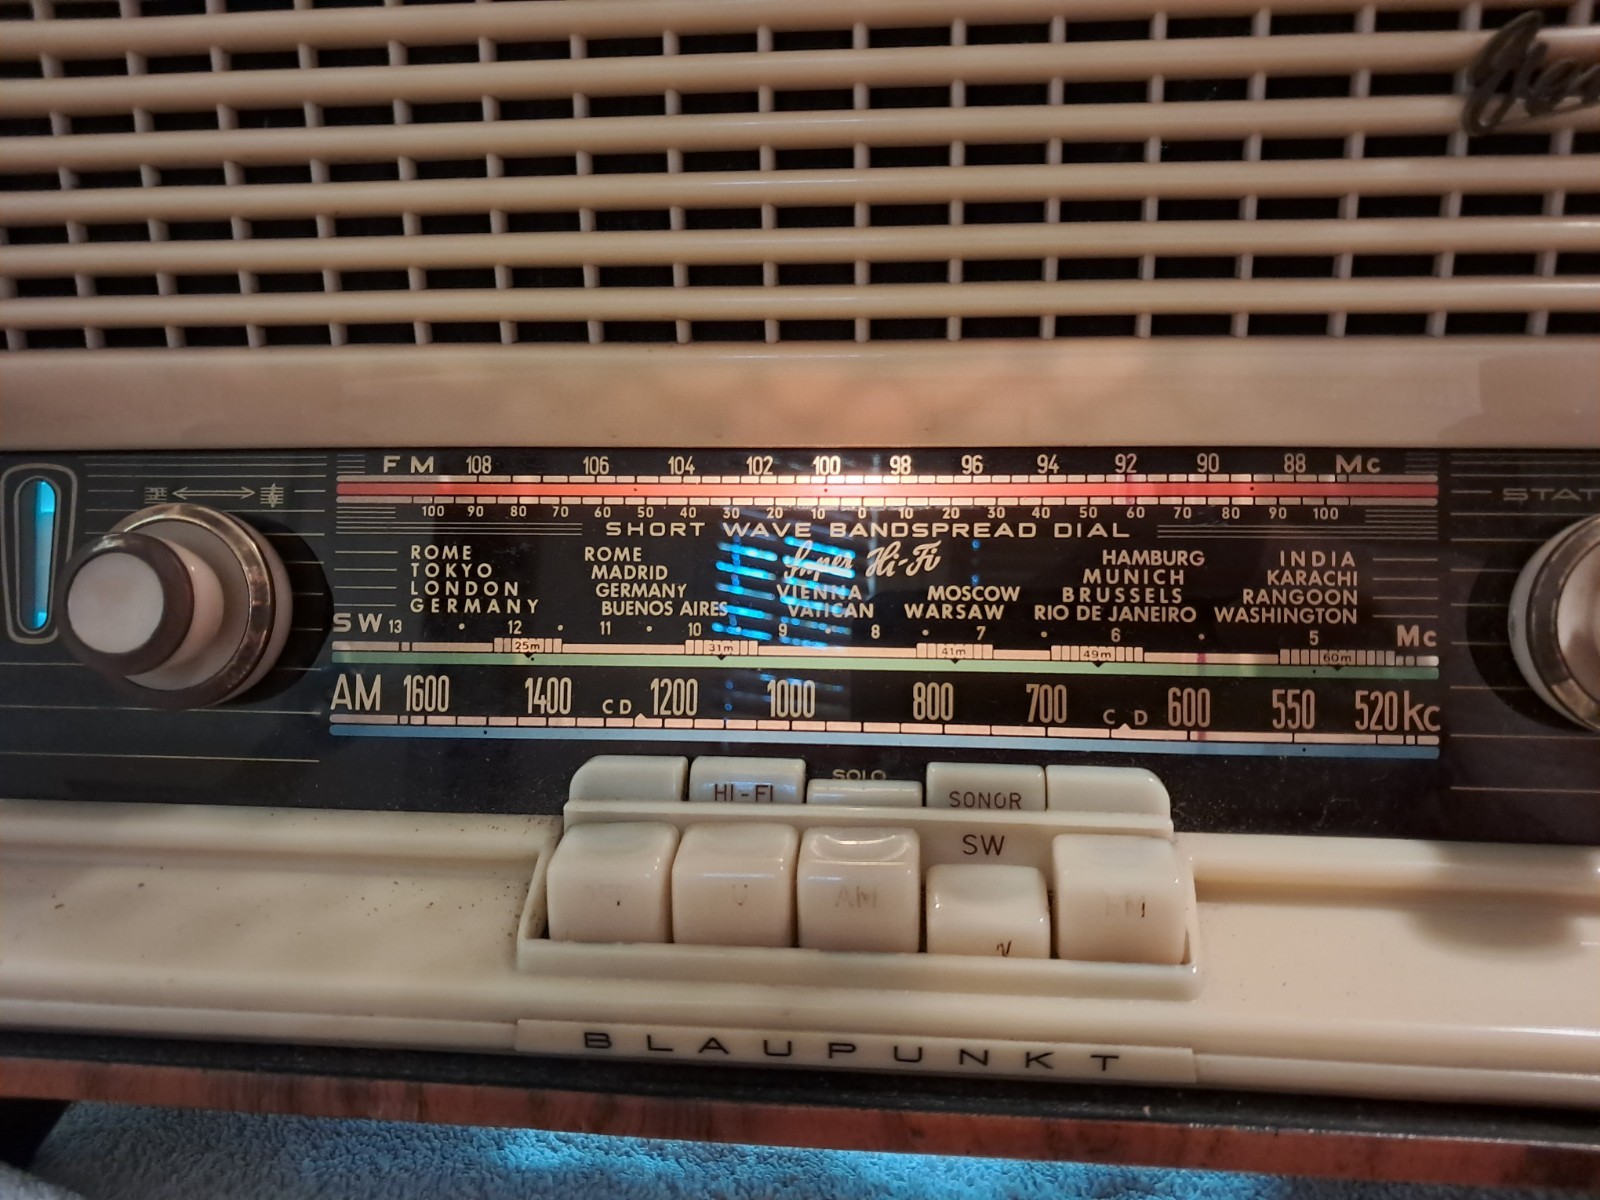 FM 108 106 104 102 100 98 96 94 92 90 88 Mc
100 90 80 70 60 50 40 30 20 10 0 10 20 30 40 50 60 70 80 90 100
SHORT WAVE BANDSPREAD DIAL
Super Hi-Fi
ROME ROME HAMBURG INDIA
TOKYO MADRID MUNICH KARACHI
LONDON GERMANY VIENNA MOSCOW BRUSSELS RANGOON
GERMANY BUENOS AIRES VATICAN WARSAW RIO DE JANEIRO WASHINGTON
SW 13 12 11 10 9 8 7 6 5 Mc
25m 31m 41m 49m 60m
AM 1600 1400 CD 1200 1000 800 700 C D 600 550 520 kc
HI-FI SOLO SONOR
SW
AM FM
BLAUPUNKT